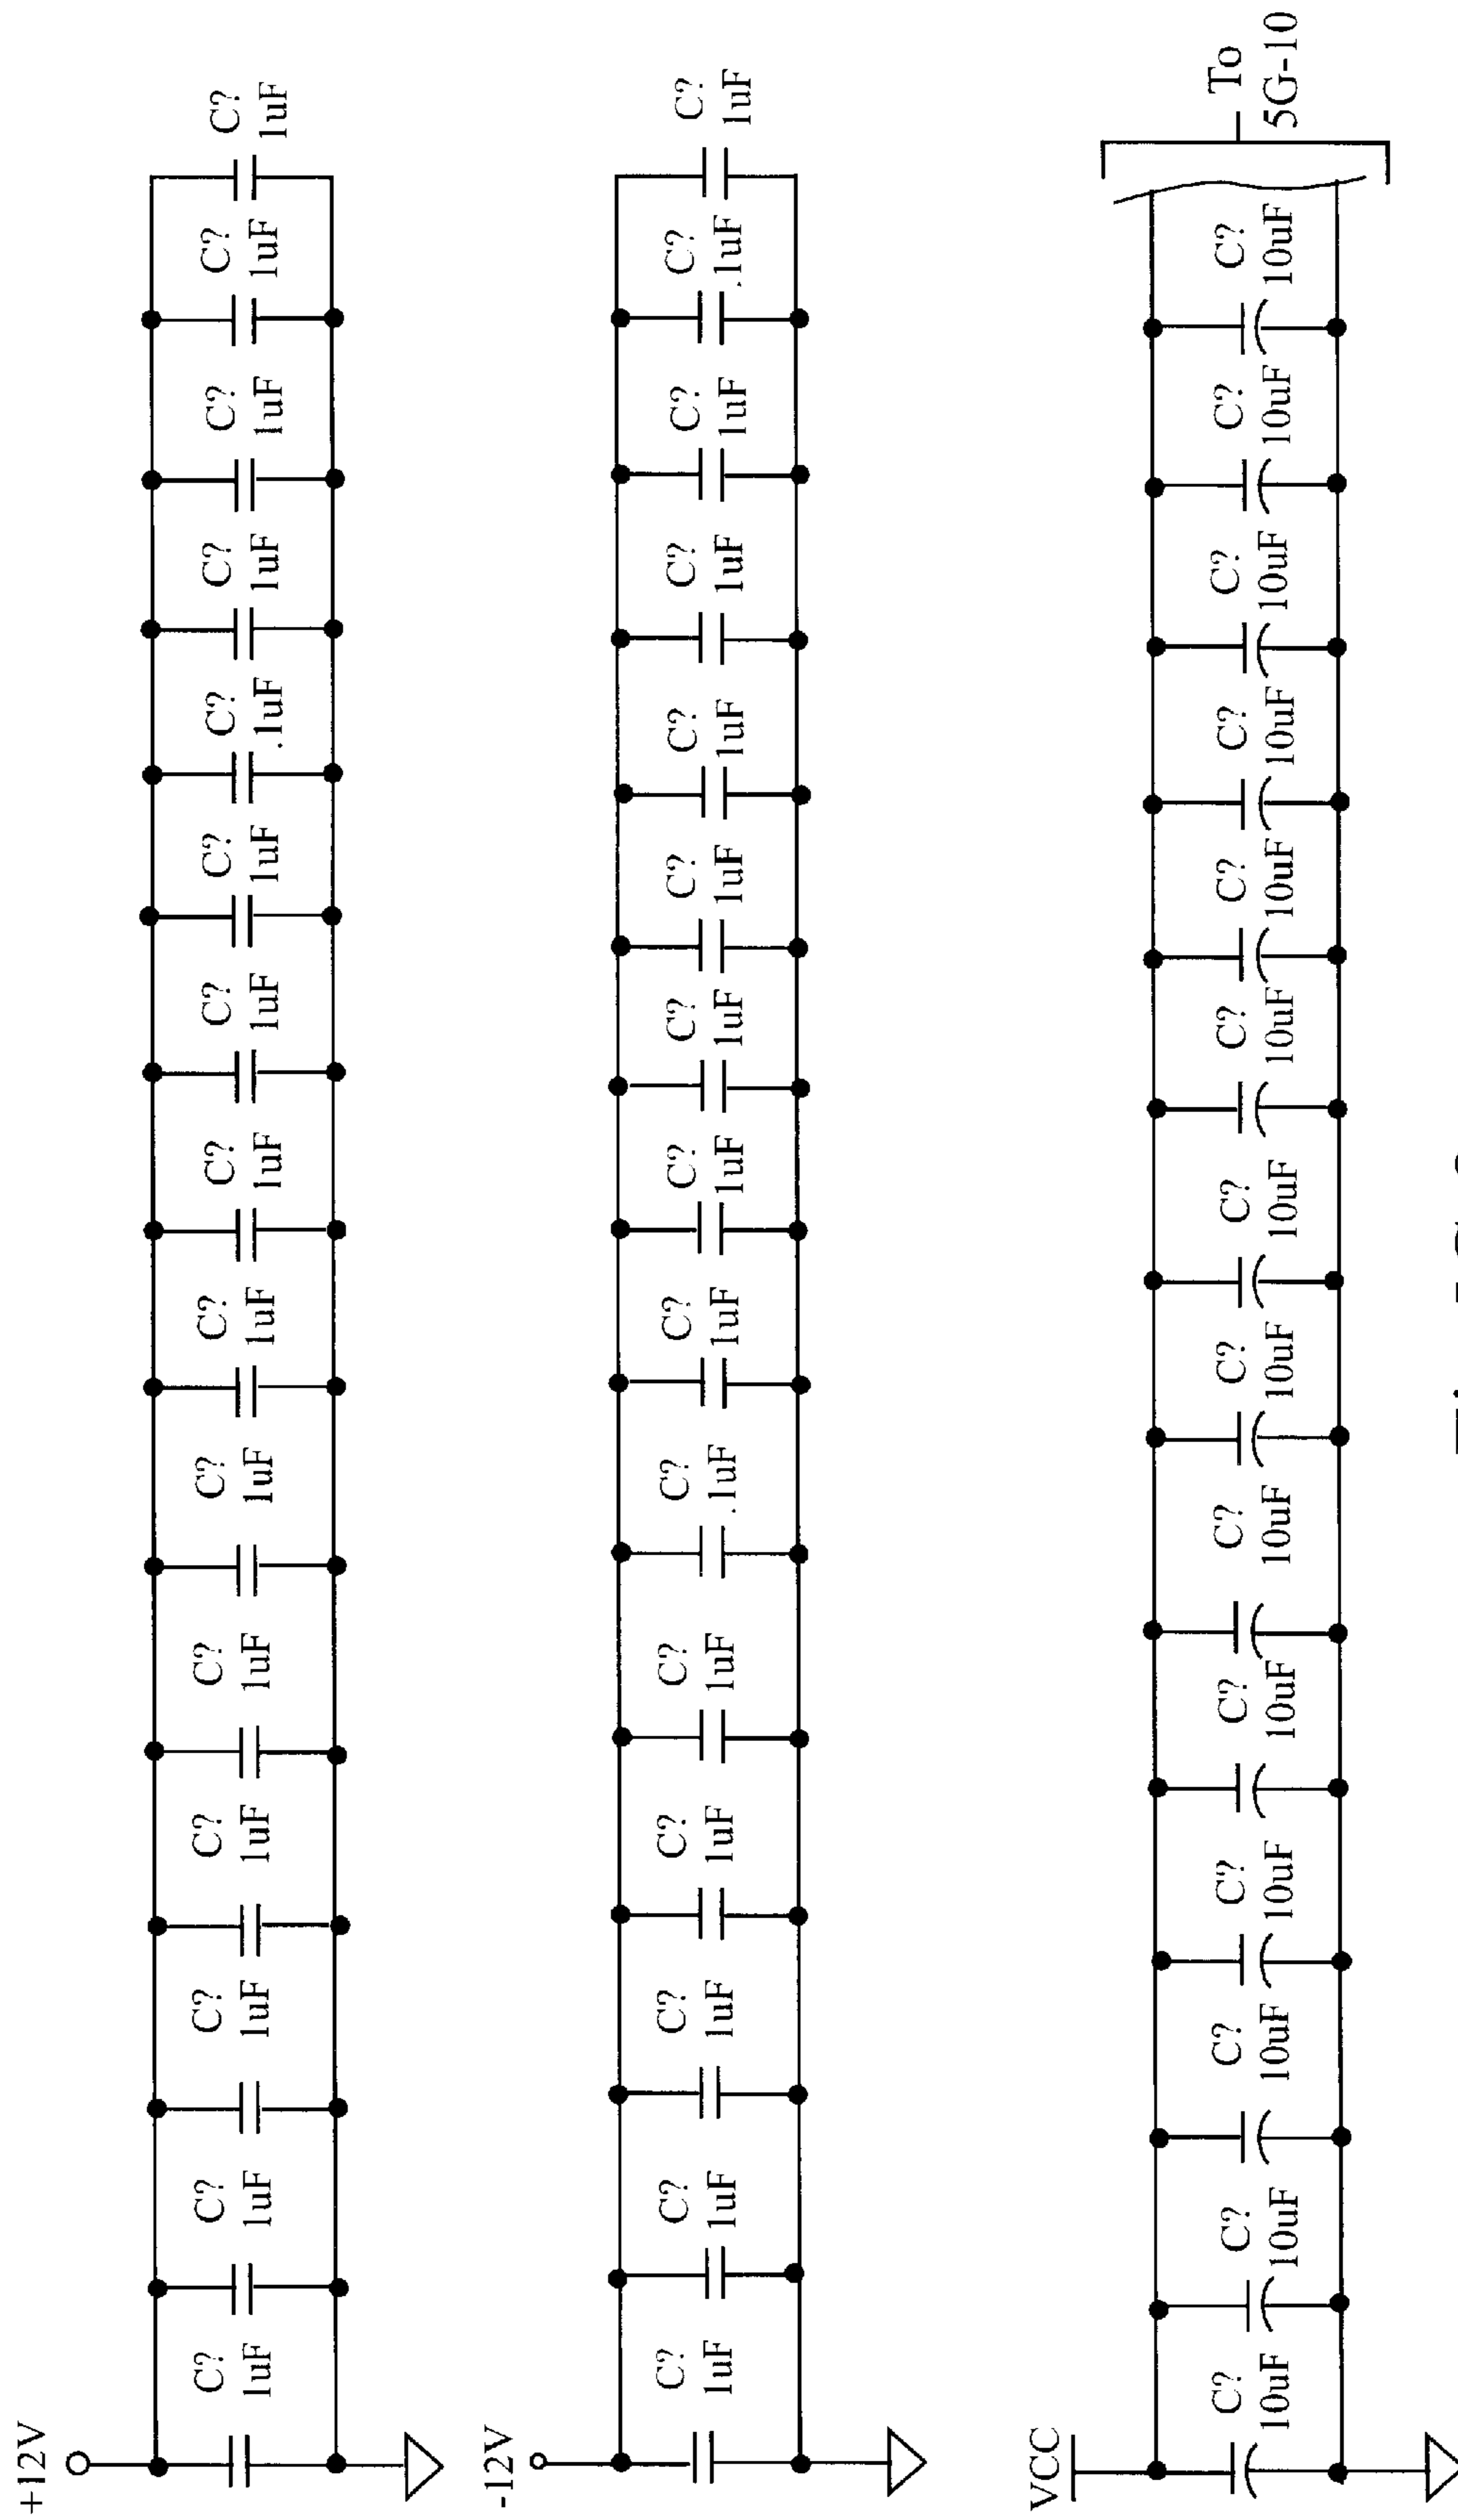 +12V
C? C? C? C? C? C? C? C? C? C? C? C? C? C? C?
1uF 1uF 1uF 1uF 1uF 1uF 1uF 1uF 1uF 1uF .1uF 1uF 1uF 1uF 1uF
-12V
C? C? C? C? C? C? C? C? C? C? C? C? C? C? C?
1uF 1uF 1uF 1uF 1uF .1uF 1uF 1uF 1uF 1uF 1uF 1uF 1uF .1uF 1uF
VCC
C? C? C? C? C? C? C? C? C? C? C? C? C? C?
10uF 10uF 10uF 10uF 10uF 10uF 10uF 10uF 10uF 10uF 10uF 10uF 10uF 10uF
To
5G-10